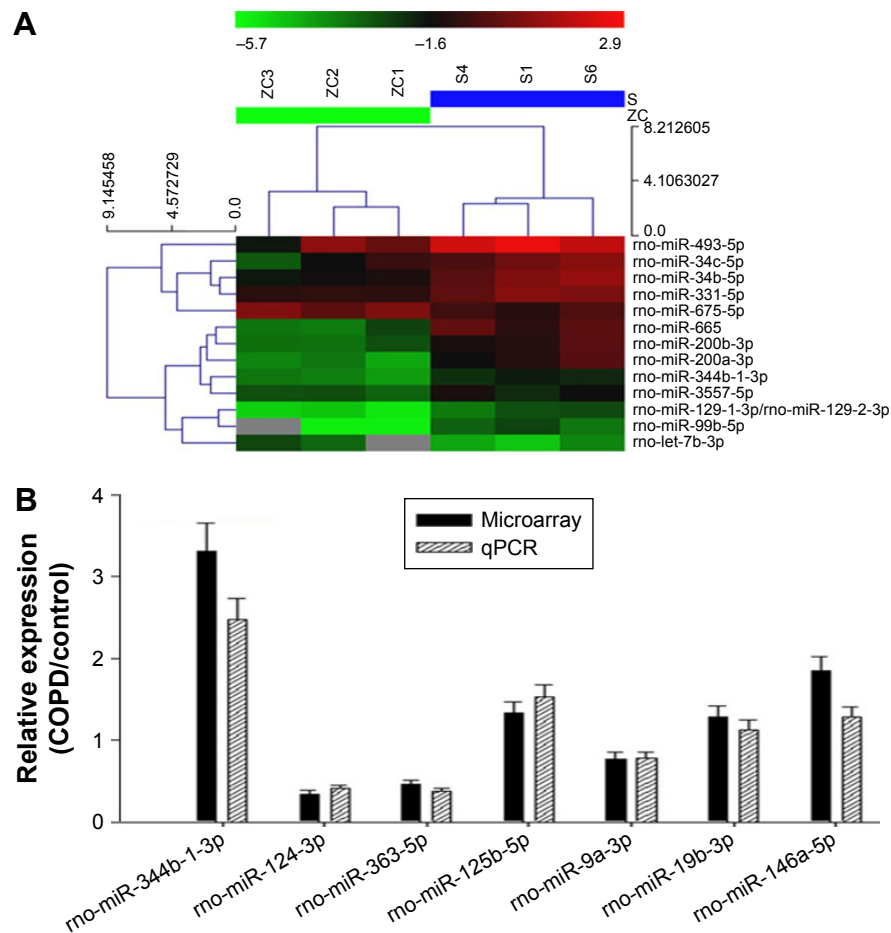 A
–5.7
–1.6
2.9
ZC3
ZC2
ZC1
S4
S1
S6
S
ZC
9.145458
4.572729
0.0
8.212605
4.1063027
0.0
rno-miR-493-5p
rno-miR-34c-5p
rno-miR-34b-5p
rno-miR-331-5p
rno-miR-675-5p
rno-miR-665
rno-miR-200b-3p
rno-miR-200a-3p
rno-miR-344b-1-3p
rno-miR-3557-5p
rno-miR-129-1-3p/rno-miR-129-2-3p
rno-miR-99b-5p
rno-let-7b-3p
B
Relative expression
(COPD/control)
4
3
2
1
0
Microarray
qPCR
rno-miR-344b-1-3p
rno-miR-124-3p
rno-miR-363-5p
rno-miR-125b-5p
rno-miR-9a-3p
rno-miR-19b-3p
rno-miR-146a-5p